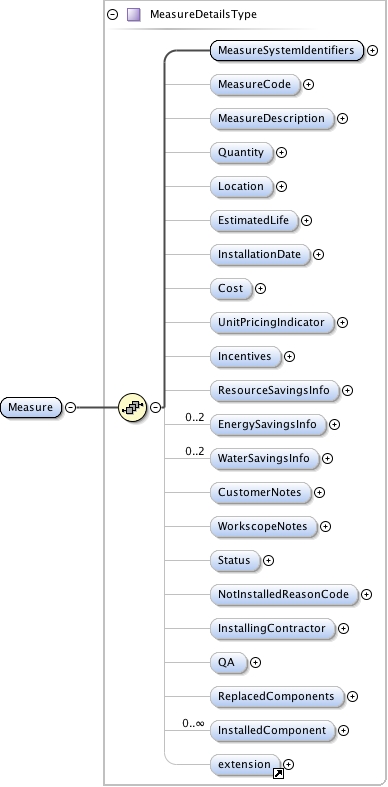 MeasureDetailsType
MeasureSystemIdentifiers
MeasureCode
MeasureDescription
Quantity
Location
EstimatedLife
InstallationDate
Cost
UnitPricingIndicator
Incentives
ResourceSavingsInfo
Measure
0..2 EnergySavingsInfo
0..2 WaterSavingsInfo
CustomerNotes
WorkscopeNotes
Status
NotInstalledReasonCode
InstallingContractor
QA
ReplacedComponents
0..∞ InstalledComponent
extension